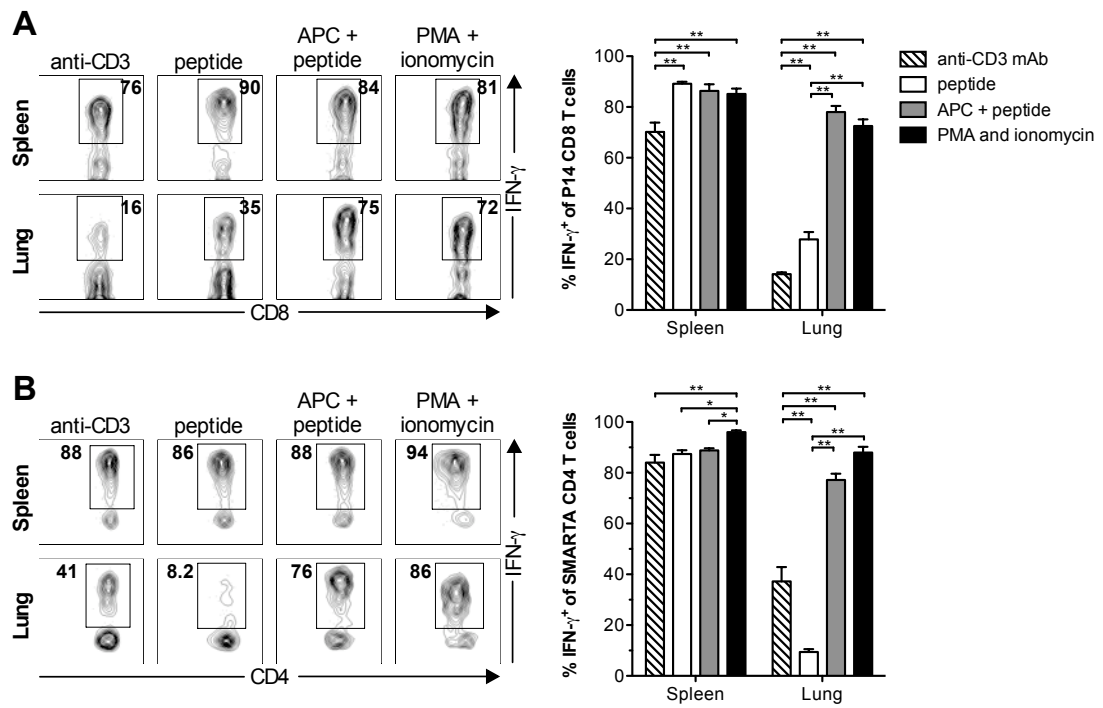 A
anti-CD3
peptide
APC +
peptide
PMA +
ionomycin
Spleen
76
90
84
81
Lung
16
35
75
72
IFN-γ
CD8
% IFN-γ+ of P14 CD8 T cells
100
80
60
40
20
0
** ** **
** ** ** ** **
Spleen
Lung
anti-CD3 mAb
peptide
APC + peptide
PMA and ionomycin
B
anti-CD3
peptide
APC +
peptide
PMA +
ionomycin
Spleen
88
86
88
94
Lung
41
8.2
76
86
IFN-γ
CD4
% IFN-γ+ of SMARTA CD4 T cells
100
80
60
40
20
0
** * *
** ** ** ** **
Spleen
Lung